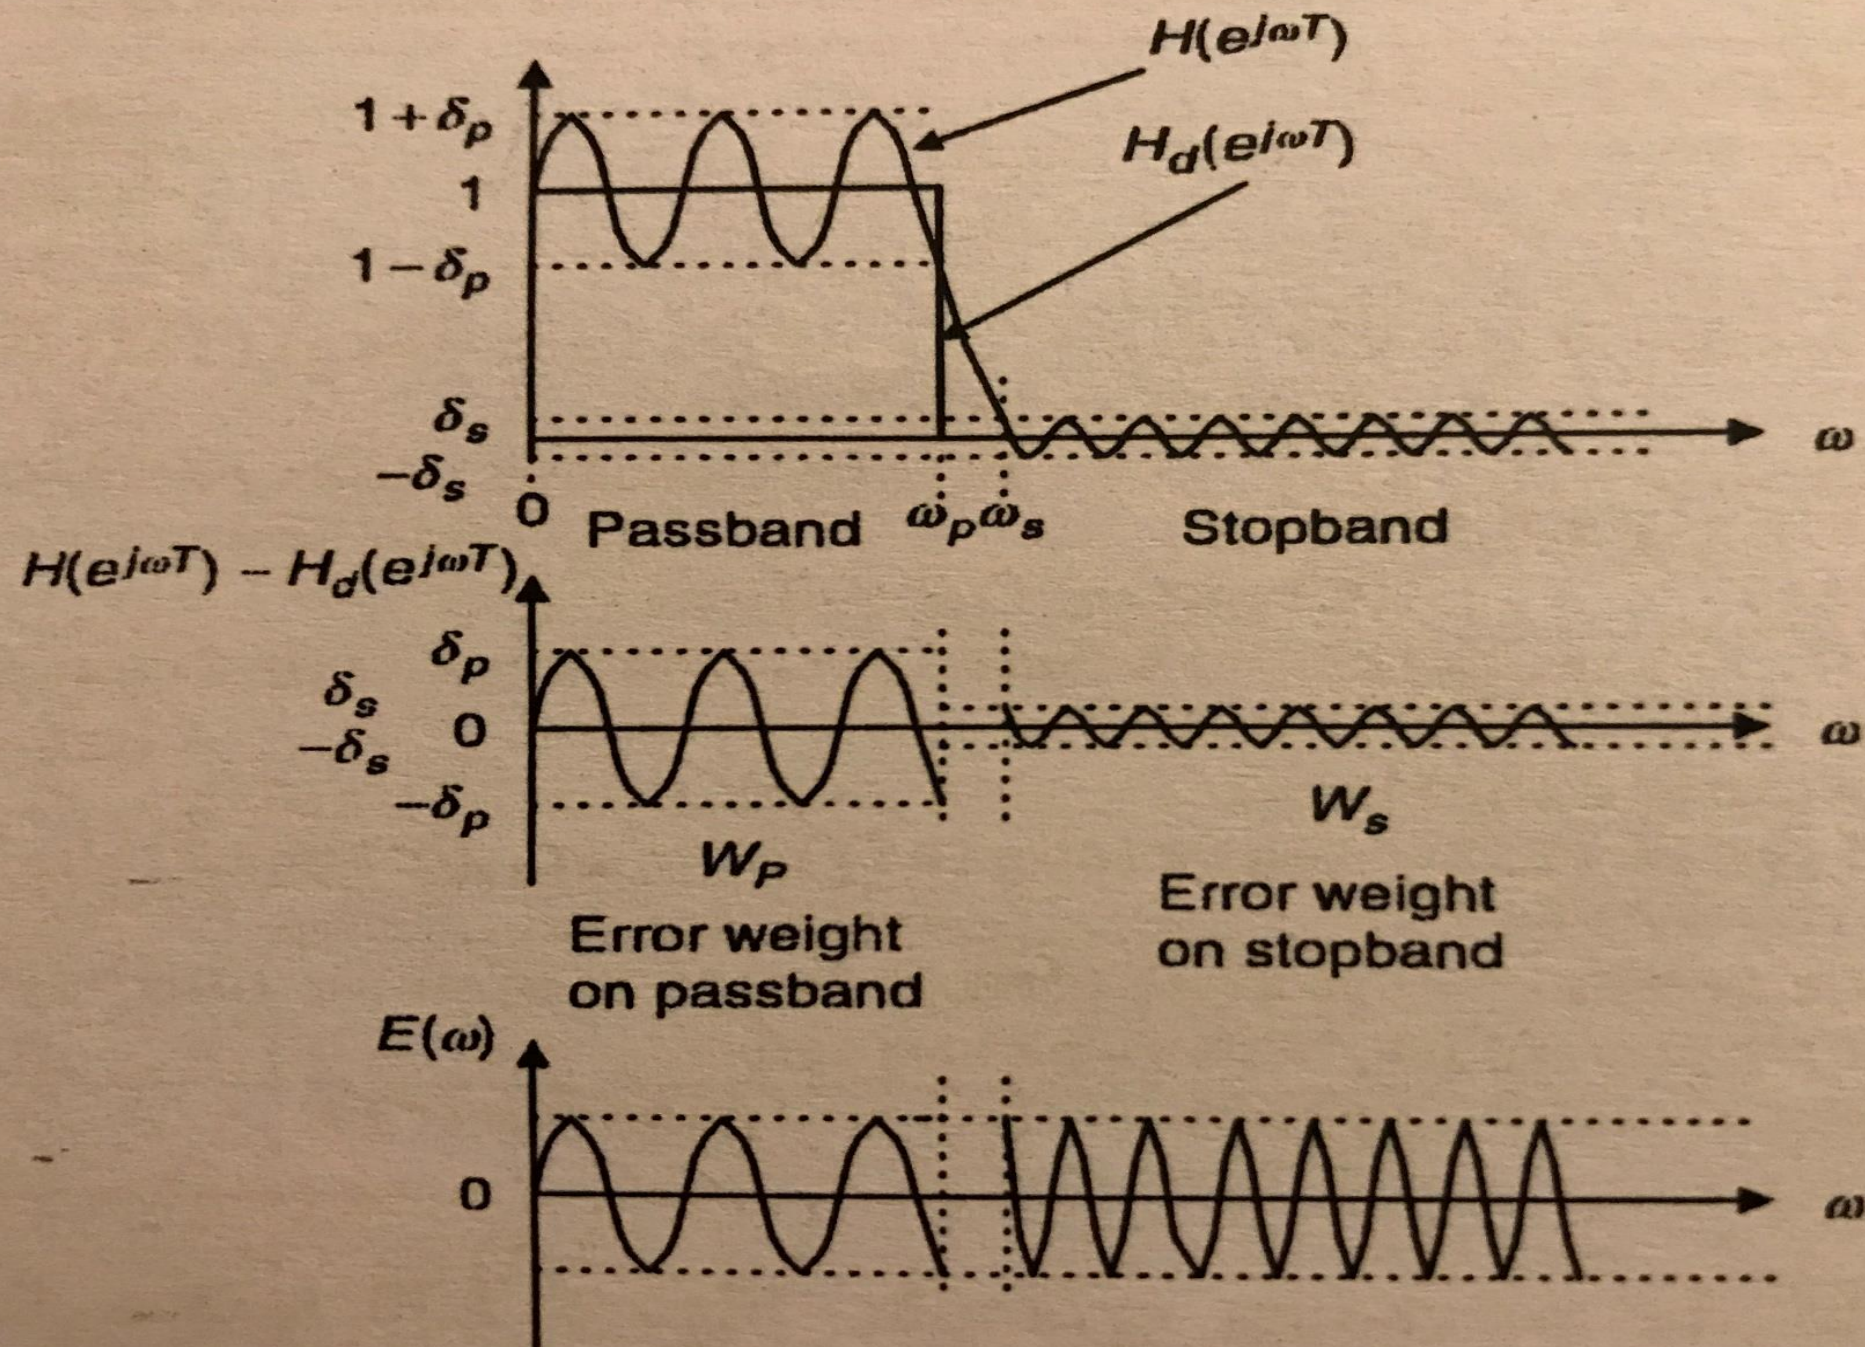 H(e^{jωT})
1 + δ_p
H_d(e^{jωT})
1
1 − δ_p
δ_s
−δ_s
ω
0 Passband ω_p ω_s Stopband
H(e^{jωT}) − H_d(e^{jωT})
δ_p
δ_s
0
−δ_s
ω
−δ_p
W_s
W_P
Error weight
on stopband
Error weight
on passband
E(ω)
0
ω